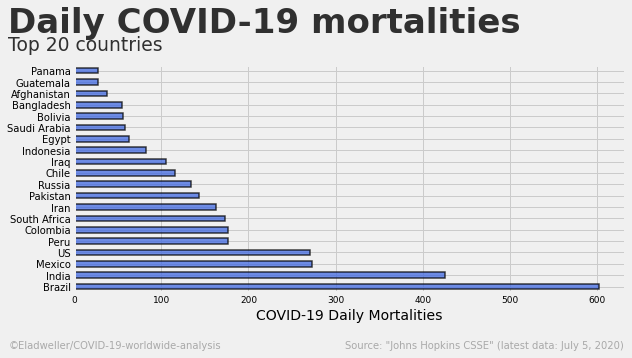 Daily COVID-19 mortalities
Top 20 countries
Panama
Guatemala
Afghanistan
Bangladesh
Bolivia
Saudi Arabia
Egypt
Indonesia
Iraq
Chile
Russia
Pakistan
Iran
South Africa
Colombia
Peru
US
Mexico
India
Brazil
0 100 200 300 400 500 600
COVID-19 Daily Mortalities
©Eladweller/COVID-19-worldwide-analysis Source: "Johns Hopkins CSSE" (latest data: July 5, 2020)